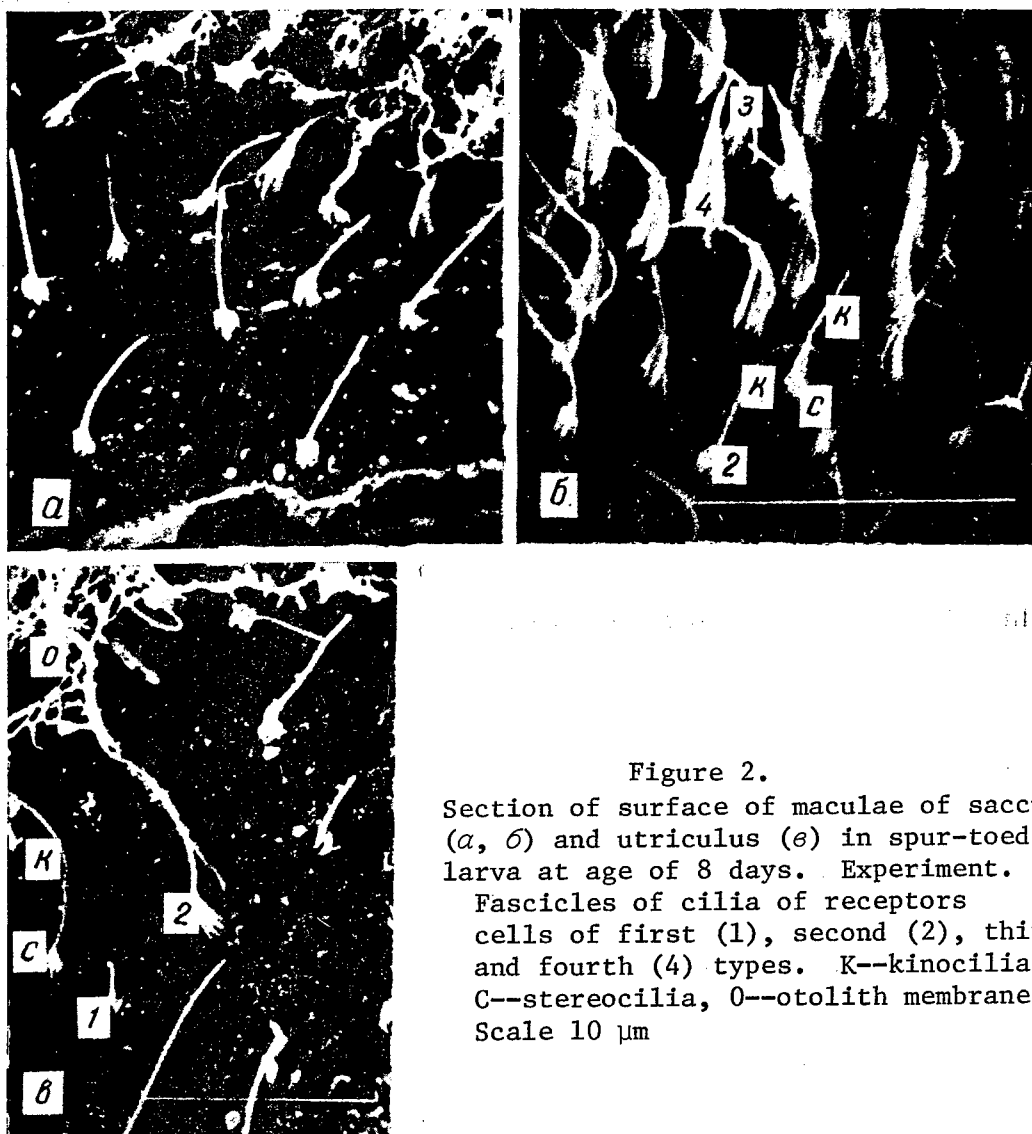 3
4
К
К
С
2
а
б
О
К
2
С
1
в
Figure 2.
Section of surface of maculae of sacc
(а, б) and utriculus (в) in spur-toed
larva at age of 8 days. Experiment.
Fascicles of cilia of receptors
cells of first (1), second (2), thi
and fourth (4) types. K--kinocilia
C--stereocilia, O--otolith membrane
Scale 10 μm